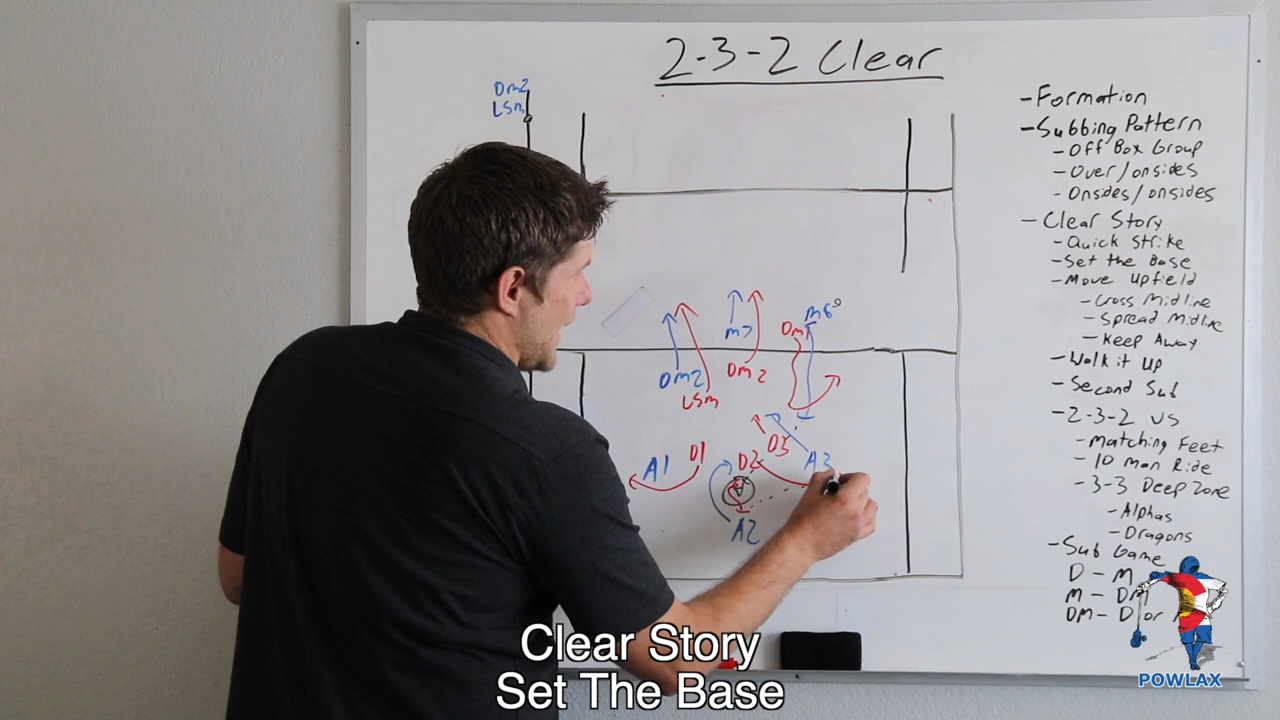 2-3-2 Clear
Dm2
LSm
- Formation
- Subbing Pattern
- Off Box Group
- Over/onsides
- Onsides/onsides
- Clear Story
- Quick Strike
- Set the Base
- Move Upfield
- Cross Midline
- Spread Midline
- Keep Away
- Walk it Up
- Second Sub
- 2-3-2 vs
- Matching Feet
- 10 Man Ride
- 3-3 Deep Zone
- Alphas
- Dragons
- Sub Game
D - M
M - DM
DM - D or
M7
Dm1
M6
Dm2
LSm
Dm2
A1
D1
D2
D3
A3
A2
Clear Story
Set The Base
POWLAX